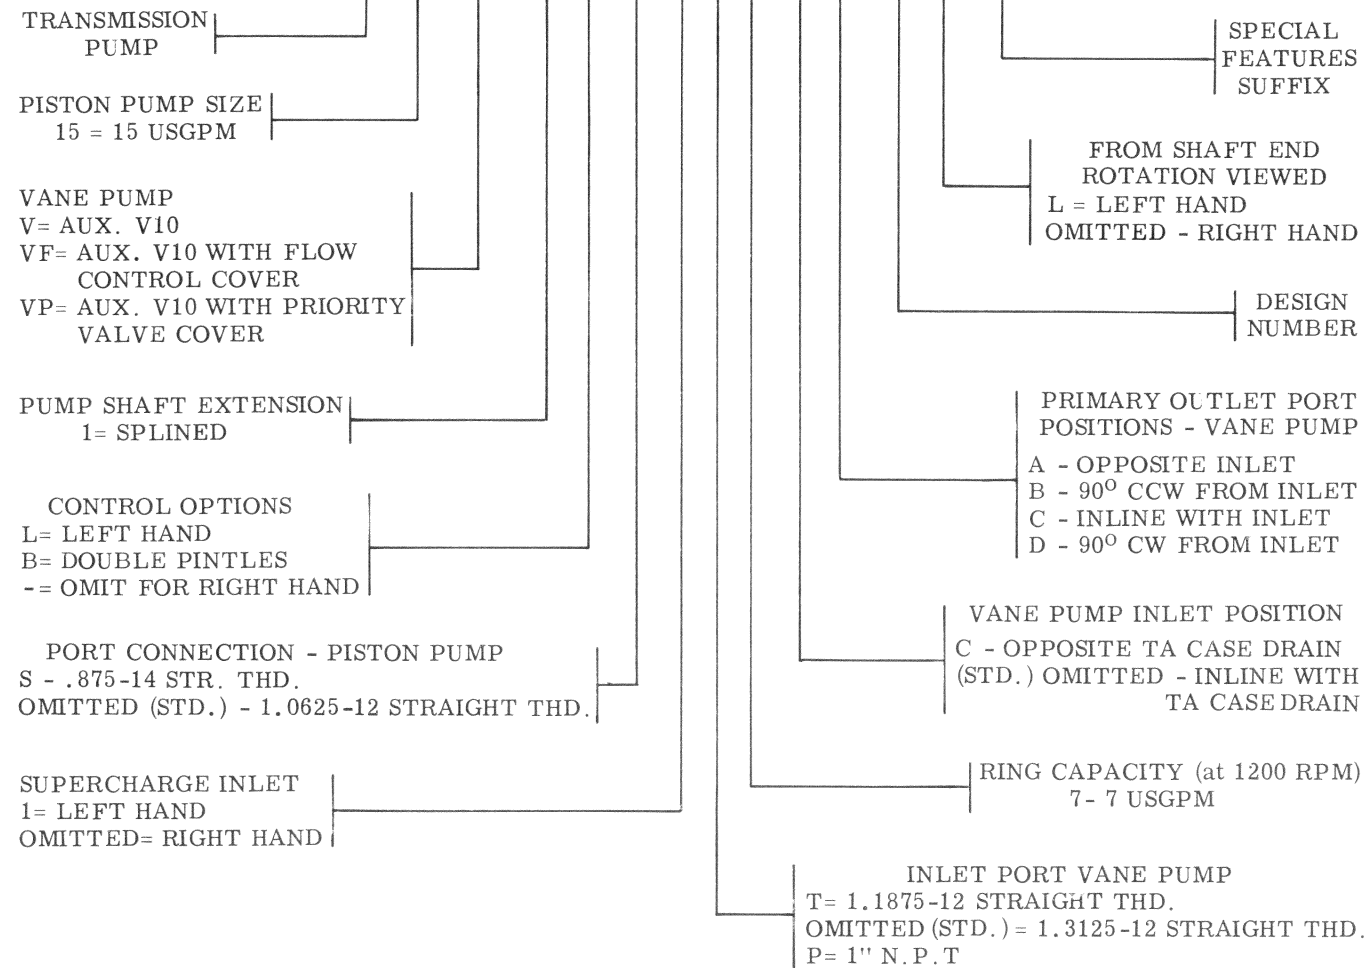 TRANSMISSION
PUMP
PISTON PUMP SIZE
15 = 15 USGPM
VANE PUMP
V= AUX. V10
VF= AUX. V10 WITH FLOW
CONTROL COVER
VP= AUX. V10 WITH PRIORITY
VALVE COVER
PUMP SHAFT EXTENSION
1= SPLINED
CONTROL OPTIONS
L= LEFT HAND
B= DOUBLE PINTLES
-= OMIT FOR RIGHT HAND
PORT CONNECTION - PISTON PUMP
S - .875-14 STR. THD.
OMITTED (STD.) - 1.0625-12 STRAIGHT THD.
SUPERCHARGE INLET
1= LEFT HAND
OMITTED= RIGHT HAND
SPECIAL
FEATURES
SUFFIX
FROM SHAFT END
ROTATION VIEWED
L = LEFT HAND
OMITTED - RIGHT HAND
DESIGN
NUMBER
PRIMARY OUTLET PORT
POSITIONS - VANE PUMP
A - OPPOSITE INLET
B - 90° CCW FROM INLET
C - INLINE WITH INLET
D - 90° CW FROM INLET
VANE PUMP INLET POSITION
C - OPPOSITE TA CASE DRAIN
(STD.) OMITTED - INLINE WITH
TA CASE DRAIN
RING CAPACITY (at 1200 RPM)
7- 7 USGPM
INLET PORT VANE PUMP
T= 1.1875-12 STRAIGHT THD.
OMITTED (STD.) = 1.3125-12 STRAIGHT THD.
P= 1" N.P.T